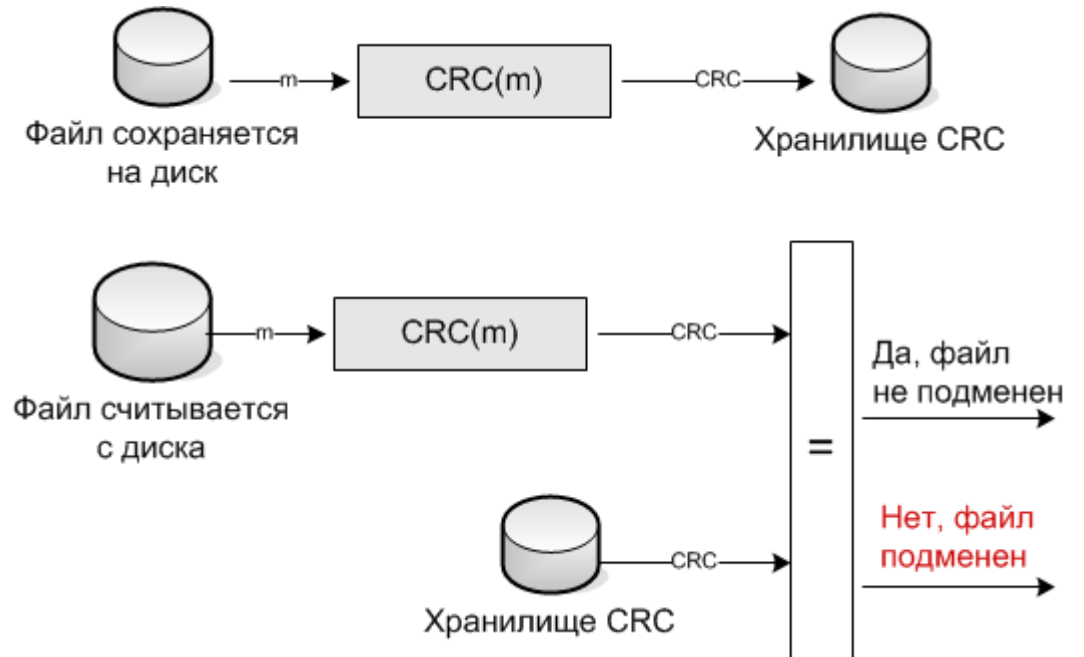 m
CRC(m)
CRC
Файл сохраняется
на диск
Хранилище CRC
m
CRC(m)
CRC
Да, файл
не подменен
Файл считывается
с диска
=
Нет, файл
подменен
CRC
Хранилище CRC